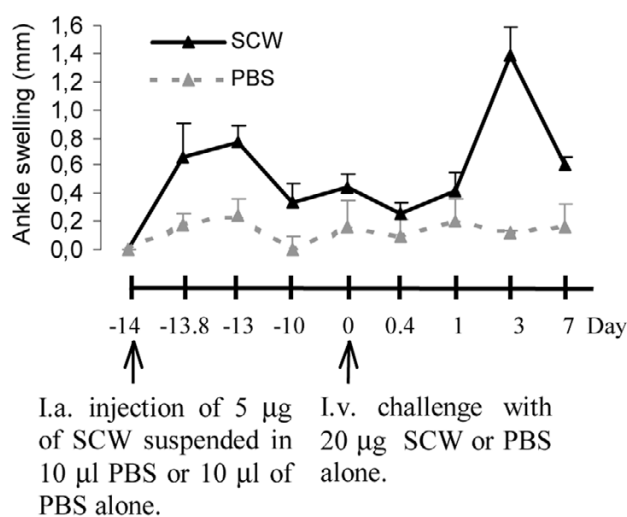 Ankle swelling (mm)
1,6
1,4
1,2
1,0
0,8
0,6
0,4
0,2
0,0
SCW
PBS
-14 -13.8 -13 -10 0 0.4 1 3 7 Day
I.a. injection of 5 µg
of SCW suspended in
10 µl PBS or 10 µl of
PBS alone.
I.v. challenge with
20 µg SCW or PBS
alone.